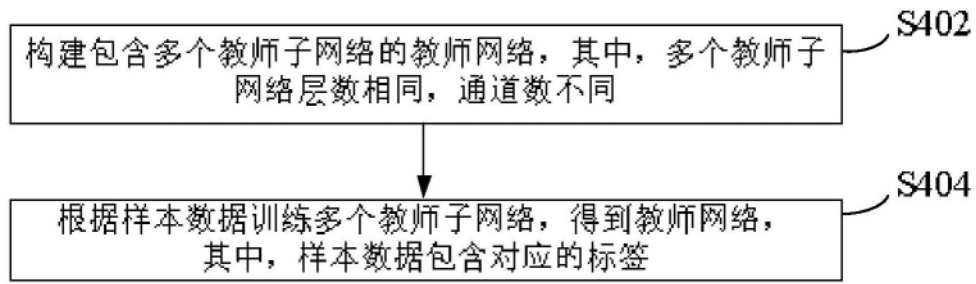 S402
构建包含多个教师子网络的教师网络，其中，多个教师子
网络层数相同，通道数不同
S404
根据样本数据训练多个教师子网络，得到教师网络，
其中，样本数据包含对应的标签